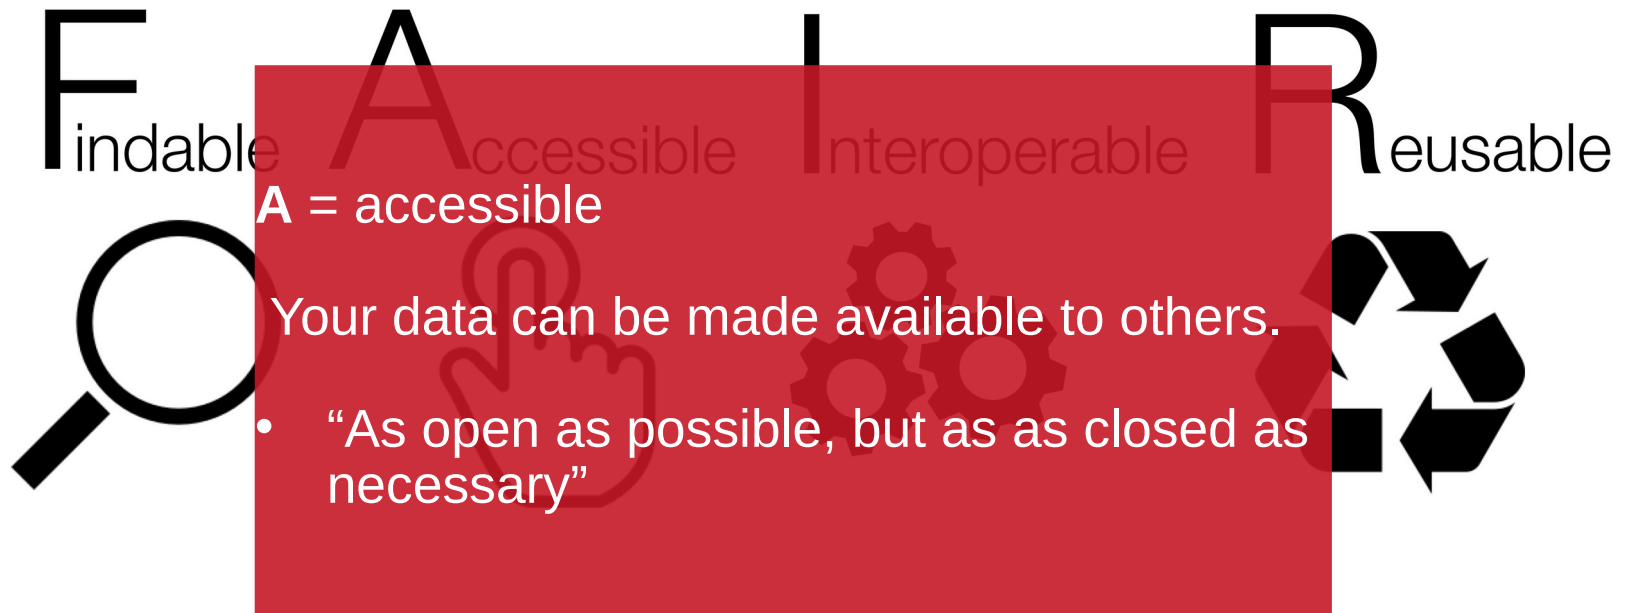 Findable Accessible Interoperable Reusable
A = accessible
Your data can be made available to others.
• “As open as possible, but as as closed as
necessary”